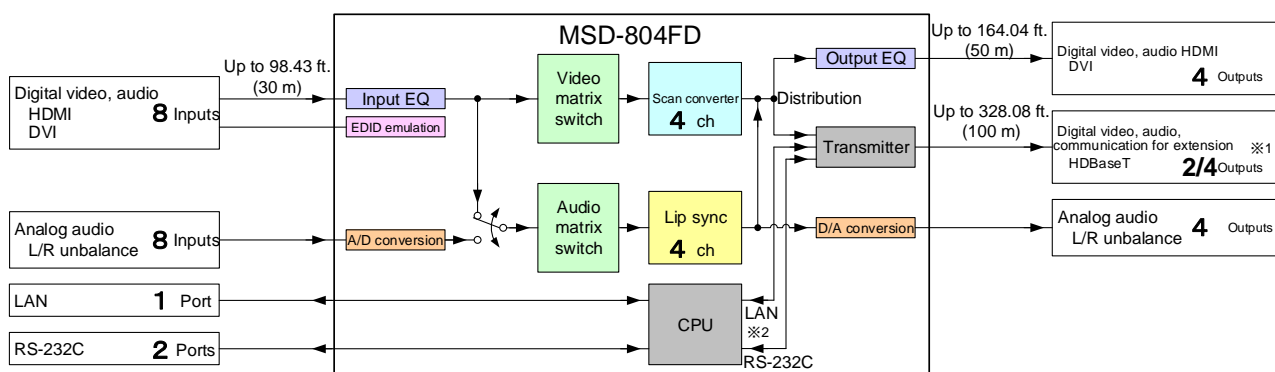 MSD-804FD
Up to 98.43 ft.
(30 m)
Digital video, audio
HDMI
DVI
8 Inputs
Input EQ
EDID emulation
Video
matrix
switch
Scan converter
4 ch
Distribution
Output EQ
Up to 164.04 ft.
(50 m)
Digital video, audio HDMI
DVI
4 Outputs
Transmitter
Up to 328.08 ft.
(100 m)
Digital video, audio,
communication for extension ※1
HDBaseT 2/4 Outputs
Analog audio
L/R unbalance
8 Inputs
A/D conversion
Audio
matrix
switch
Lip sync
4 ch
D/A conversion
Analog audio
L/R unbalance
4 Outputs
LAN 1 Port
RS-232C 2 Ports
CPU
LAN
※2
RS-232C